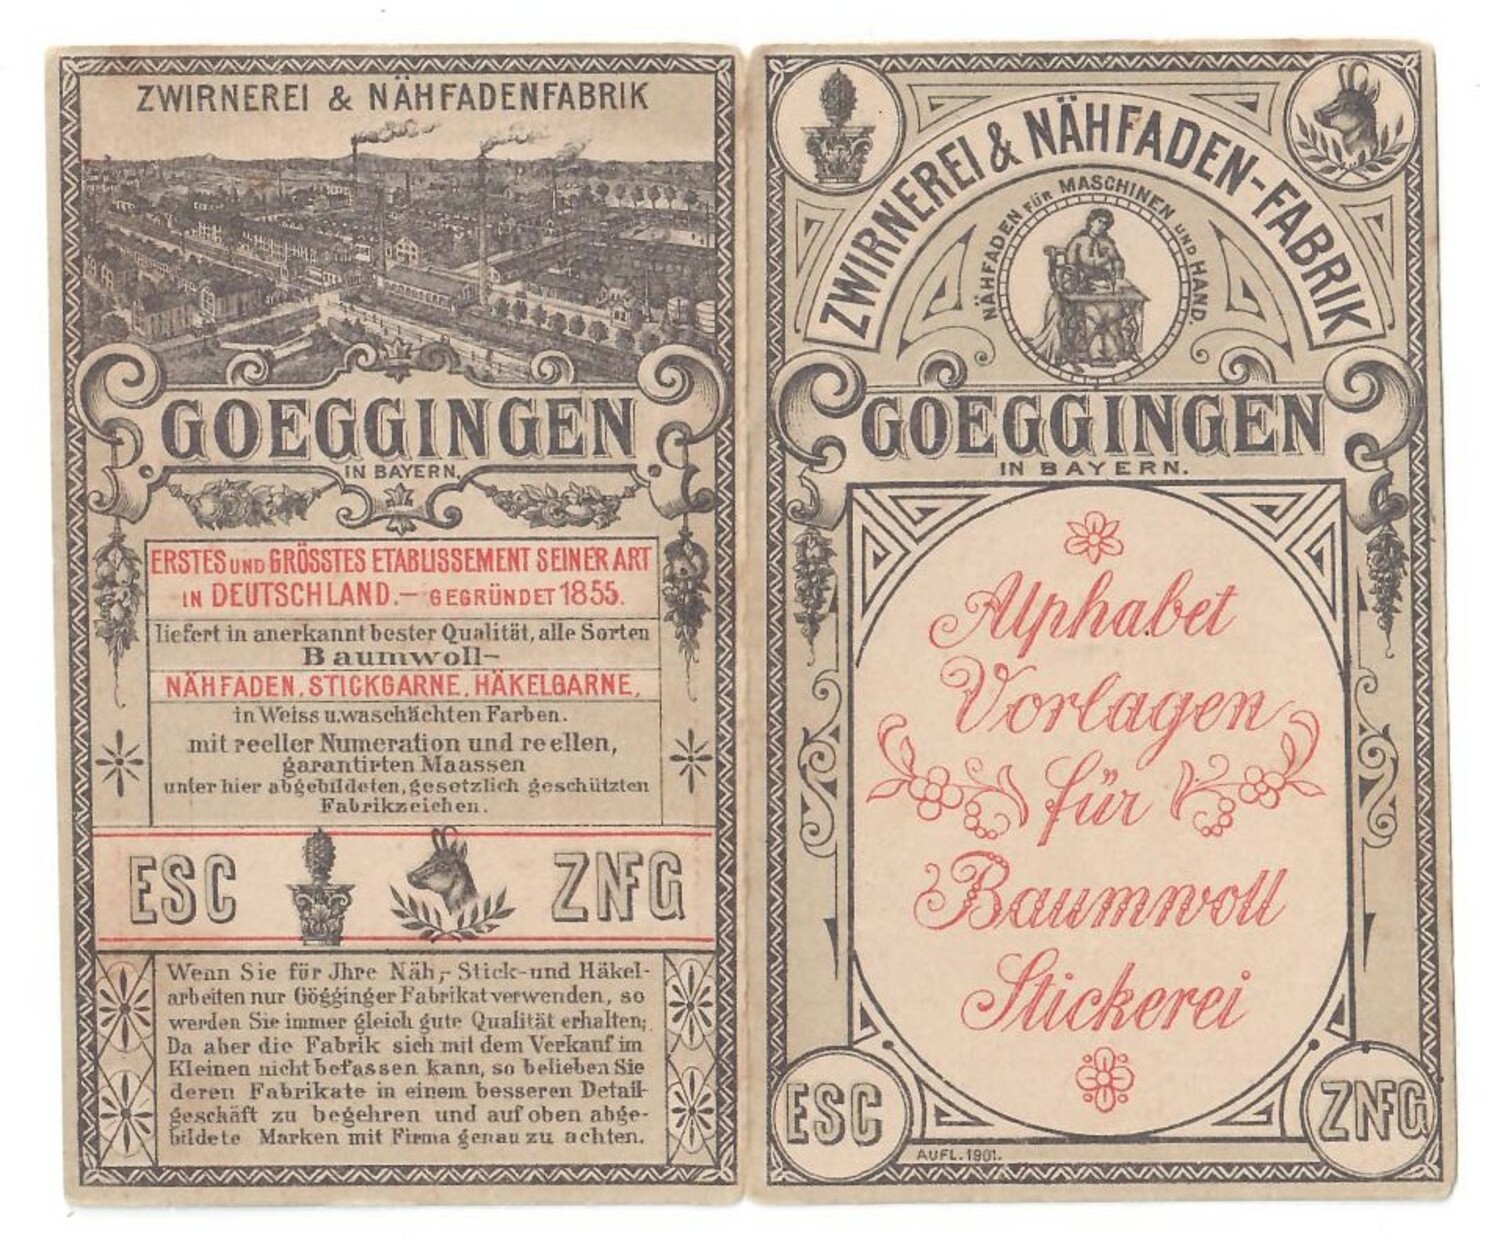 ZWIRNEREI & NÄHFADENFABRIK
GOEGGINGEN
IN BAYERN.
ERSTES UND GRÖSSTES ETABLISSEMENT SEINER ART
IN DEUTSCHLAND.— GEGRÜNDET 1855.
liefert in anerkannt bester Qualität, alle Sorten
Baumwoll-
NÄHFADEN, STICKGARNE, HÄKELGARNE,
in Weiss u. waschächten Farben.
mit reeller Numeration und reellen,
garantirten Maassen
unter hier abgebildeten, gesetzlich geschützten
Fabrikzeichen.
ESC ZNFG
Wenn Sie für Jhre Näh,- Stick- und Häkel-
arbeiten nur Gögginger Fabrikat verwenden, so
werden Sie immer gleich gute Qualität erhalten;
Da aber die Fabrik sich mit dem Verkauf im
Kleinen nicht befassen kann, so belieben Sie
deren Fabrikate in einem besseren Detail-
geschäft zu begehren und auf oben abge-
bildete Marken mit Firma genau zu achten.
ZWIRNEREI & NÄHFADEN-FABRIK
NÄHFADEN FÜR MASCHINEN UND HAND.
GOEGGINGEN
IN BAYERN.
Alphabet
Vorlagen
für
Baumwoll
Stickerei
ESC ZNFG
AUFL. 1901.